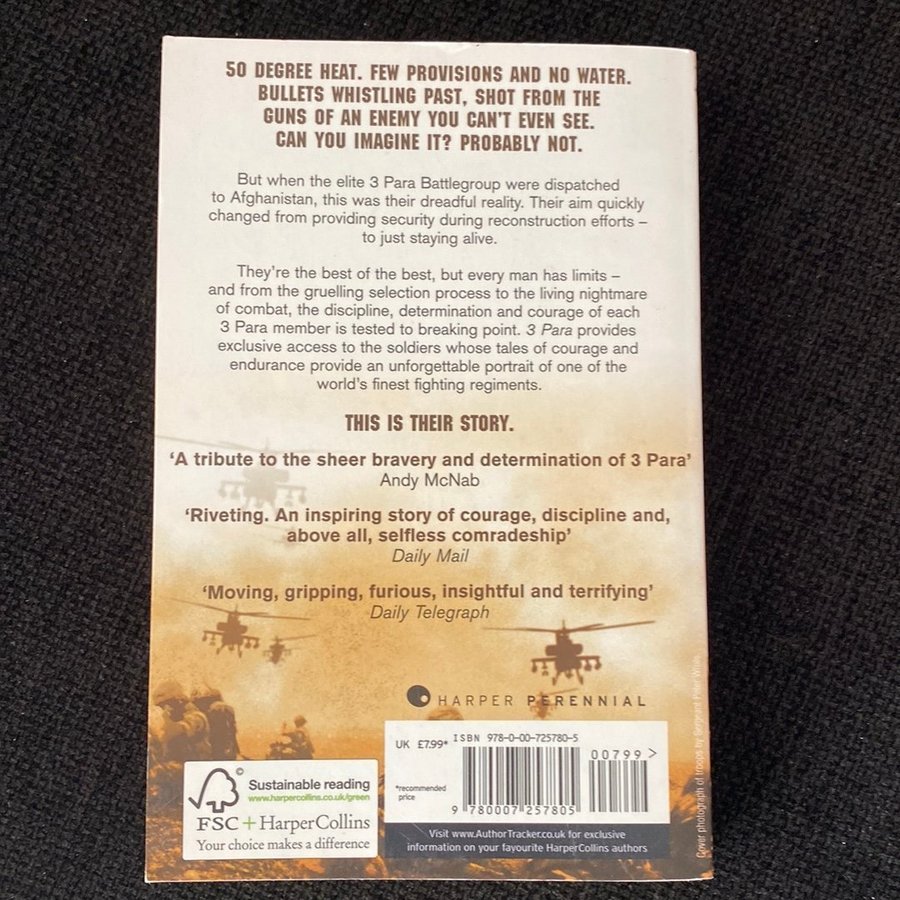 50 DEGREE HEAT. FEW PROVISIONS AND NO WATER.
BULLETS WHISTLING PAST, SHOT FROM THE
GUNS OF AN ENEMY YOU CAN'T EVEN SEE.
CAN YOU IMAGINE IT? PROBABLY NOT.
But when the elite 3 Para Battlegroup were dispatched
to Afghanistan, this was their dreadful reality. Their aim quickly
changed from providing security during reconstruction efforts –
to just staying alive.
They're the best of the best, but every man has limits –
and from the gruelling selection process to the living nightmare
of combat, the discipline, determination and courage of each
3 Para member is tested to breaking point. 3 Para provides
exclusive access to the soldiers whose tales of courage and
endurance provide an unforgettable portrait of one of the
world's finest fighting regiments.
THIS IS THEIR STORY.
'A tribute to the sheer bravery and determination of 3 Para'
Andy McNab
'Riveting. An inspiring story of courage, discipline and,
above all, selfless comradeship'
Daily Mail
'Moving, gripping, furious, insightful and terrifying'
Daily Telegraph
HARPER PERENNIAL
UK £7.99*
ISBN 978-0-00-725780-5
00799 >
*recommended
price
9 780007 257805
Visit www.AuthorTracker.co.uk for exclusive
information on your favourite HarperCollins authors
©
Sustainable reading
www.harpercollins.co.uk/green
FSC + HarperCollins
Your choice makes a difference
Cover photograph of troops by Sergeant Peter